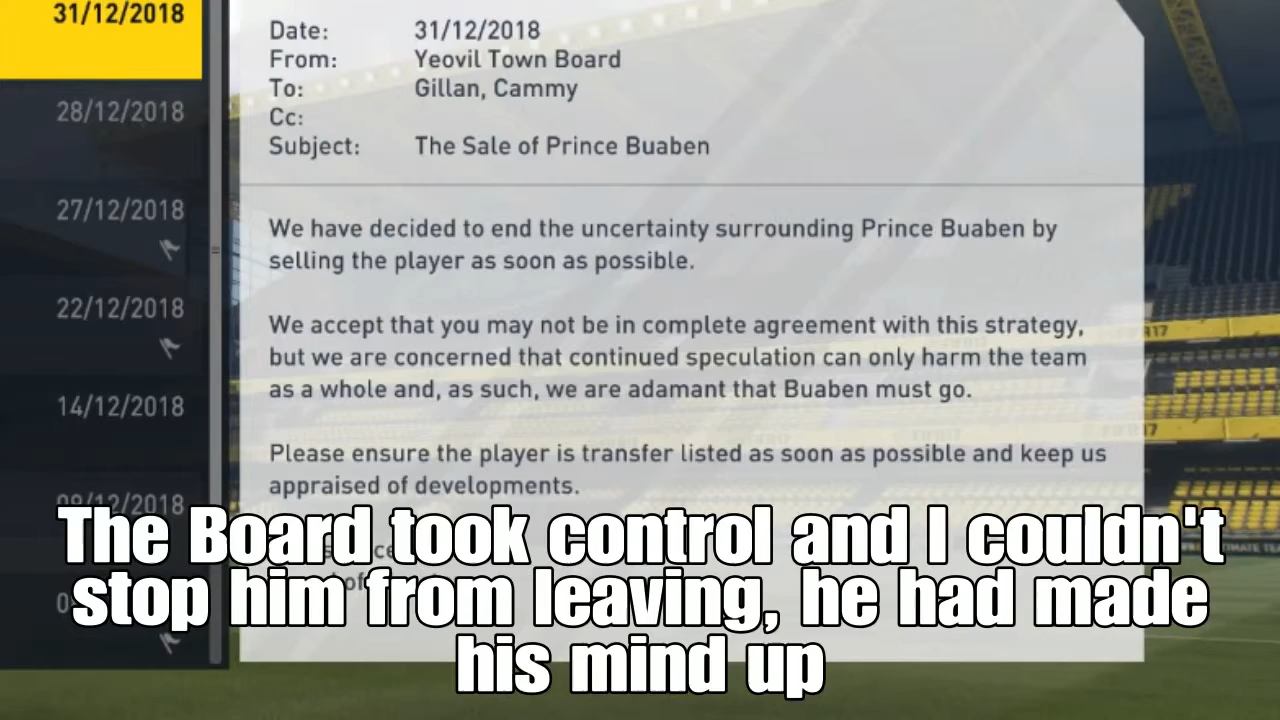 31/12/2018
28/12/2018
27/12/2018
22/12/2018
14/12/2018
09/12/2018
Date: 31/12/2018
From: Yeovil Town Board
To: Gillan, Cammy
Cc:
Subject: The Sale of Prince Buaben
We have decided to end the uncertainty surrounding Prince Buaben by
selling the player as soon as possible.
We accept that you may not be in complete agreement with this strategy,
but we are concerned that continued speculation can only harm the team
as a whole and, as such, we are adamant that Buaben must go.
Please ensure the player is transfer listed as soon as possible and keep us
appraised of developments.
The Board took control and I couldn't
stop him from leaving, he had made
his mind up